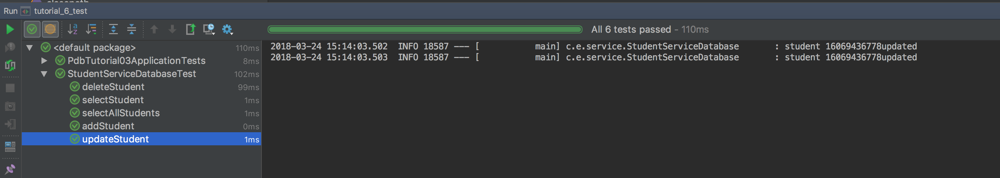 Run tutorial_6_test
All 6 tests passed - 110ms
<default package> 110ms
PdbTutorial03ApplicationTests 8ms
StudentServiceDatabaseTest 102ms
deleteStudent 99ms
selectStudent 1ms
selectAllStudents 1ms
addStudent 0ms
updateStudent 1ms
2018-03-24 15:14:03.502  INFO 18587 --- [           main] c.e.service.StudentServiceDatabase       : student 16069436778updated
2018-03-24 15:14:03.503  INFO 18587 --- [           main] c.e.service.StudentServiceDatabase       : student 16069436778updated